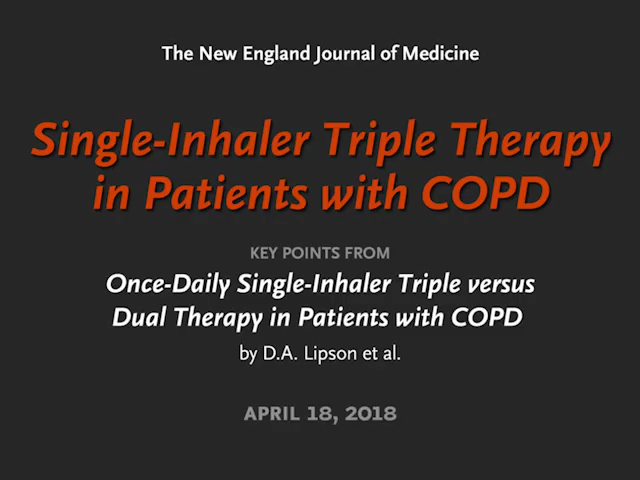 The New England Journal of Medicine
Single-Inhaler Triple Therapy
in Patients with COPD
KEY POINTS FROM
Once-Daily Single-Inhaler Triple versus
Dual Therapy in Patients with COPD
by D.A. Lipson et al.
APRIL 18, 2018